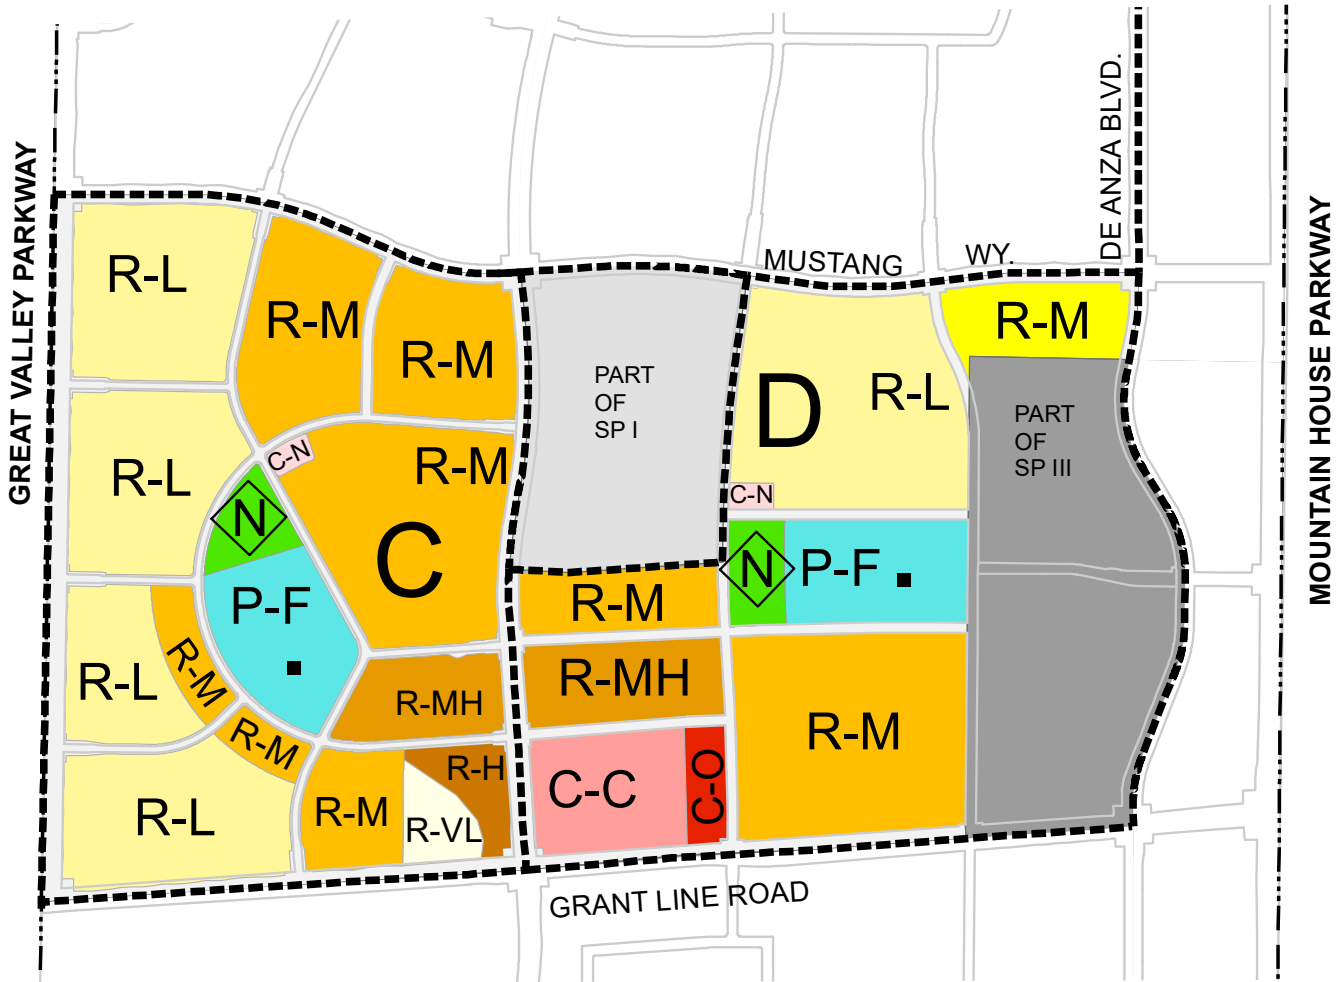 DE ANZA BLVD.
GREAT VALLEY PARKWAY
MOUNTAIN HOUSE PARKWAY
MUSTANG WY.
R-L
R-M
R-M
R-M
PART
OF
SP I
D
R-L
PART
OF
SP III
R-L
C-N
R-M
C-N
N
C
N
P-F
P-F
R-M
R-L
R-M
R-MH
R-MH
R-M
R-M
R-H
C-C
C-O
R-L
R-M
R-VL
GRANT LINE ROAD